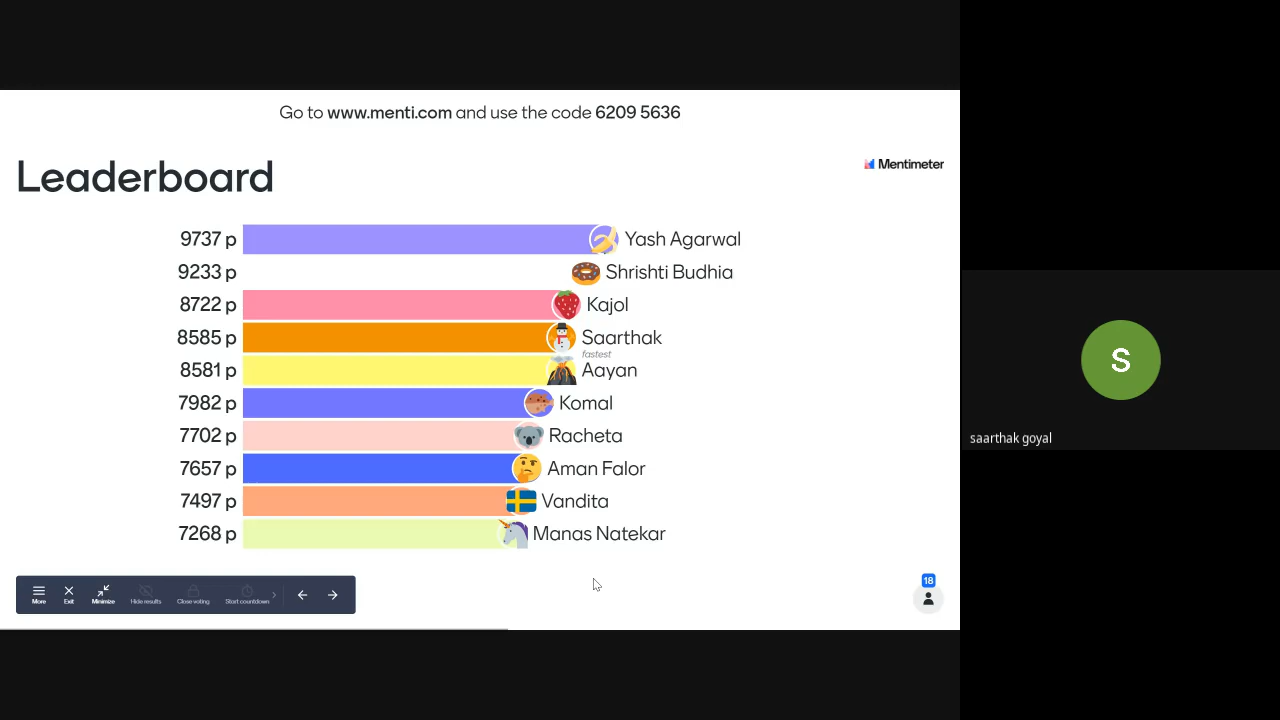 Go to www.menti.com and use the code 6209 5636
Leaderboard
Mentimeter
9737 p Yash Agarwal
9233 p Shrishti Budhia
8722 p Kajol
8585 p Saarthak
fastest
8581 p Aayan
7982 p Komal
7702 p Racheta
7657 p Aman Falor
7497 p Vandita
7268 p Manas Natekar
More Exit Minimize Hide results Close voting Start countdown
18
S
saarthak goyal